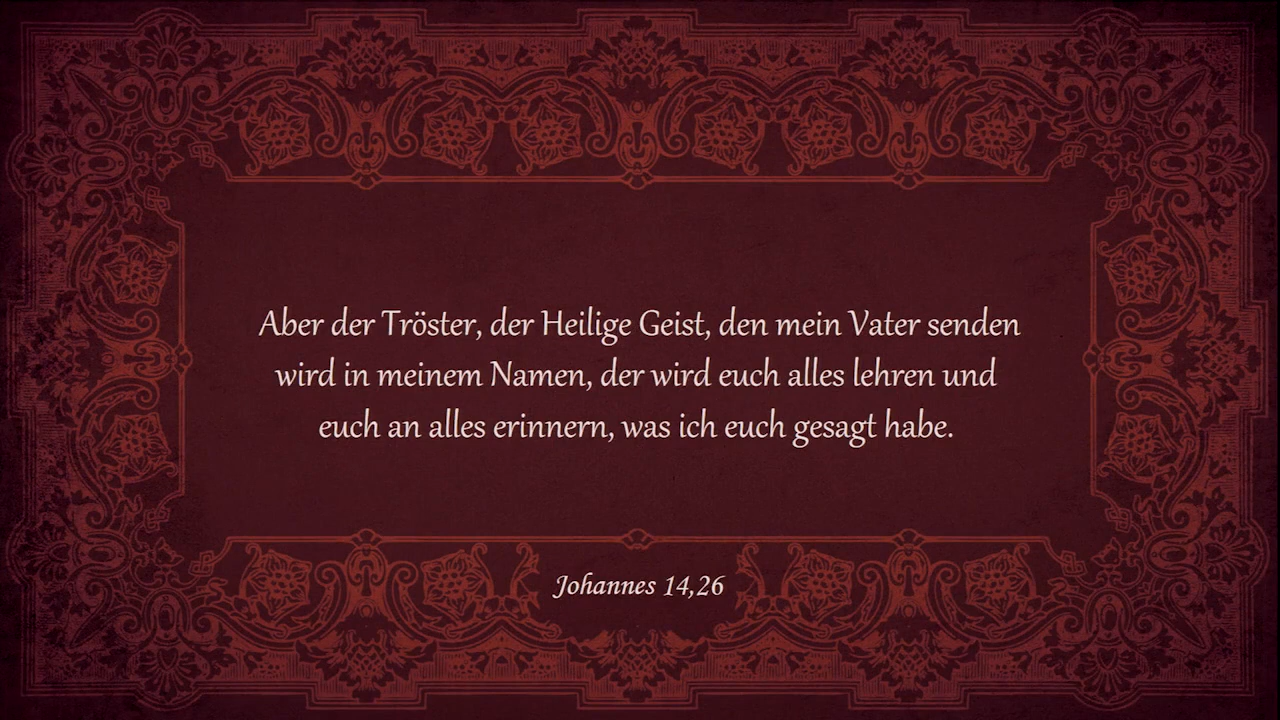 Aber der Tröster, der Heilige Geist, den mein Vater senden
wird in meinem Namen, der wird euch alles lehren und
euch an alles erinnern, was ich euch gesagt habe.
Johannes 14,26